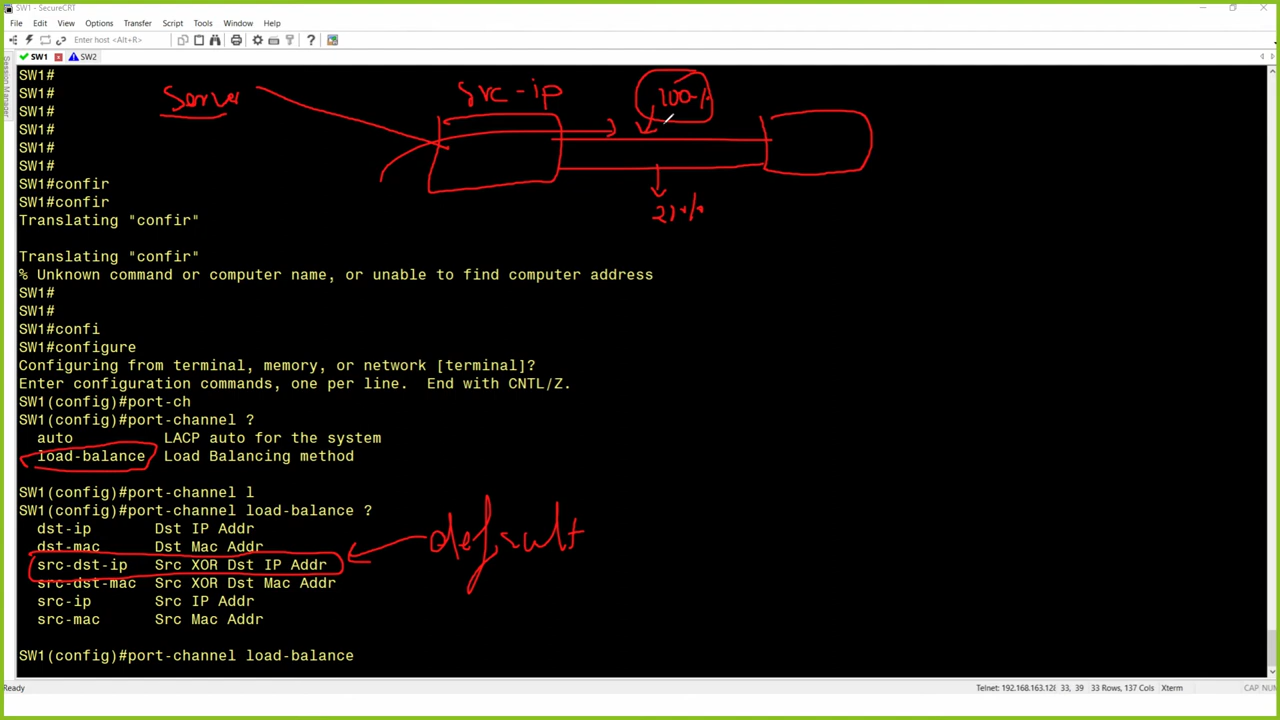 SW1 - SecureCRT
File Edit View Options Transfer Script Tools Window Help
Enter host <Alt+R>
SW1 SW2
Session Manager
SW1#
SW1#
SW1#
SW1#
SW1#
SW1#
Server src-ip 100%
SW1#confir
SW1#confir
Translating "confir"
Translating "confir"
% Unknown command or computer name, or unable to find computer address
SW1#
SW1#
SW1#confi
SW1#configure
Configuring from terminal, memory, or network [terminal]?
Enter configuration commands, one per line.  End with CNTL/Z.
SW1(config)#port-ch
SW1(config)#port-channel ?
auto LACP auto for the system
load-balance Load Balancing method
SW1(config)#port-channel l
SW1(config)#port-channel load-balance ?
dst-ip Dst IP Addr
dst-mac Dst Mac Addr
default
src-dst-ip Src XOR Dst IP Addr
src-dst-mac Src XOR Dst Mac Addr
src-ip Src IP Addr
src-mac Src Mac Addr
SW1(config)#port-channel load-balance
Ready Telnet: 192.168.163.128 33, 39 33 Rows, 137 Cols Xterm CAP NUM